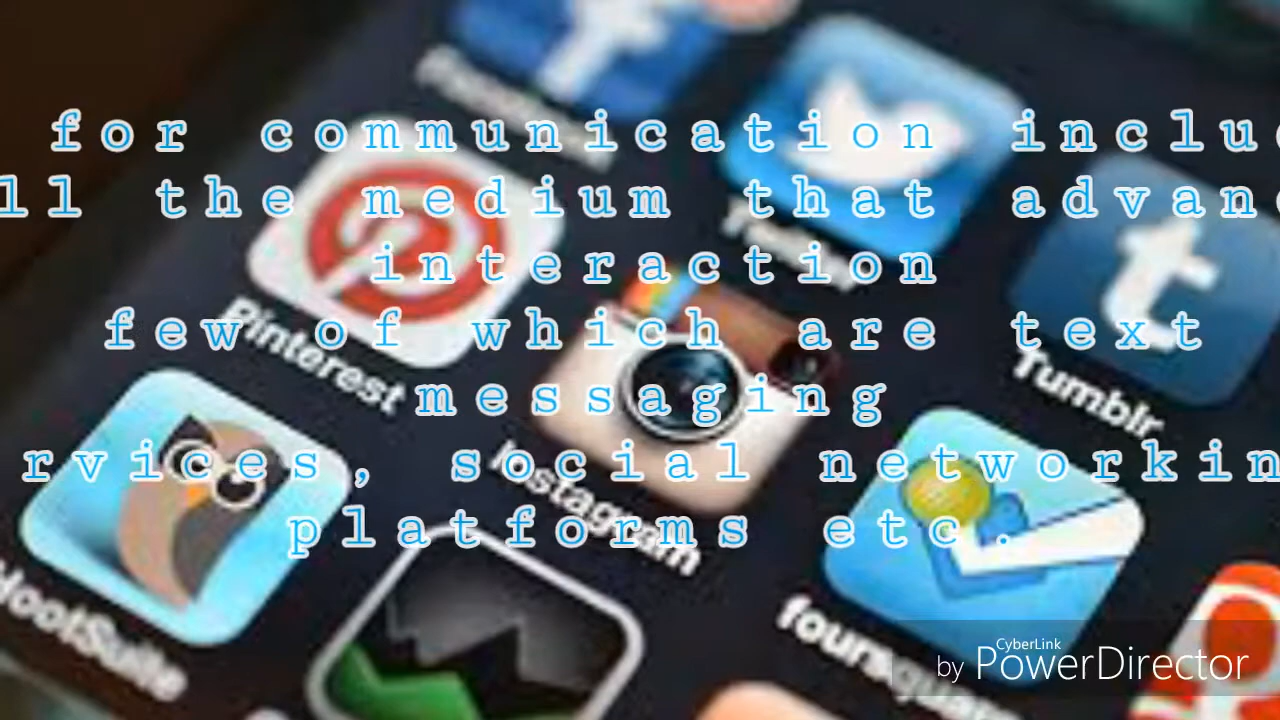 for communication inclu
ll the medium that advan
interaction
few of which are text
messaging
rvices, social networkin
platforms etc.
Pinterest
Tumblr
Instagram
HootSuite
foursquare
CyberLink
by PowerDirector